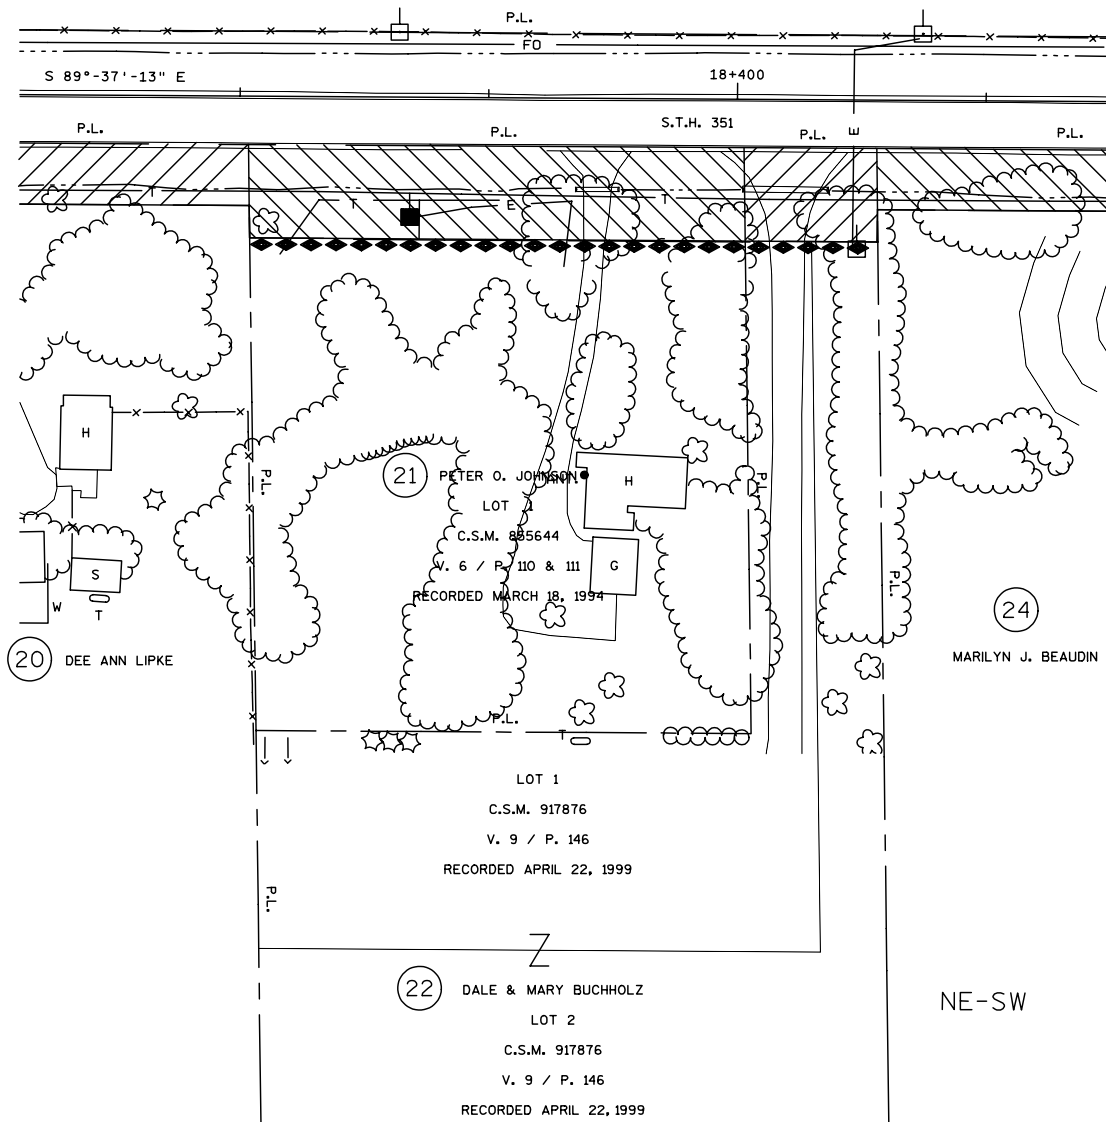 P.L.
FO
S 89°-37'-13" E
18+400
P.L.
P.L.
S.T.H. 351
P.L.
P.L.
E
T
T
E
T
H
P.L.
21
PETER O. JOHNSON
H
P.L.
LOT 1
C.S.M. 855644
V. 6 / P. 110 & 111
G
RECORDED MARCH 18, 1994
S
W
T
P.L.
24
20
DEE ANN LIPKE
MARILYN J. BEAUDIN
P.L.
T
LOT 1
C.S.M. 917876
V. 9 / P. 146
RECORDED APRIL 22, 1999
P.L.
Z
22
DALE & MARY BUCHHOLZ
NE-SW
LOT 2
C.S.M. 917876
V. 9 / P. 146
RECORDED APRIL 22, 1999